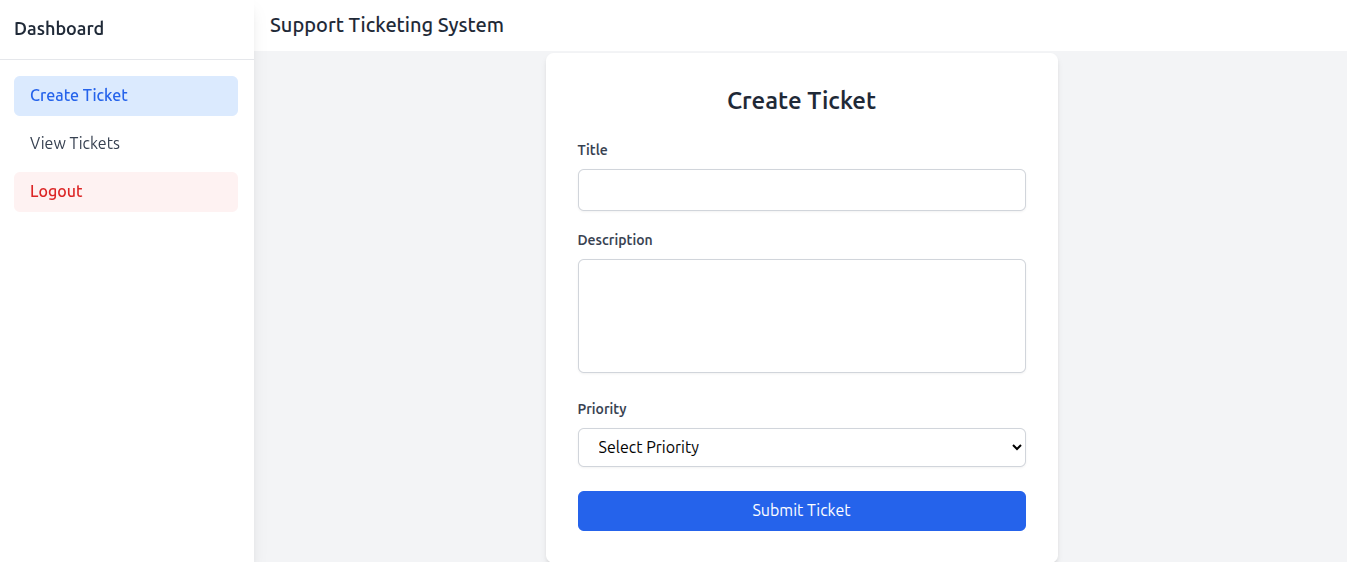 Dashboard
Support Ticketing System
Create Ticket
View Tickets
Logout
Create Ticket
Title
Description
Priority
Select Priority
Submit Ticket